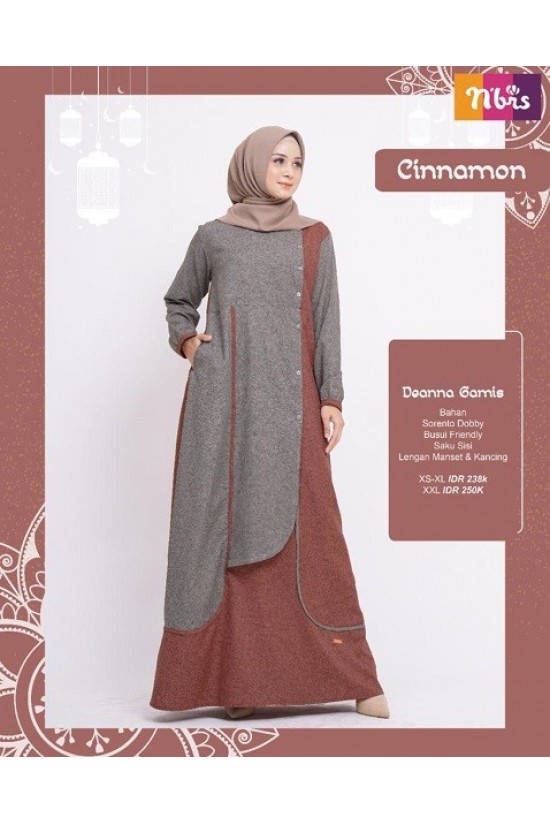 Nbrs
Cinnamon
Deanna Gamis
Bahan
Sorento Dobby
Busui Friendly
Saku Sisi
Lengan Manset & Kancing
XS-XL IDR 238k
XXL IDR 250K